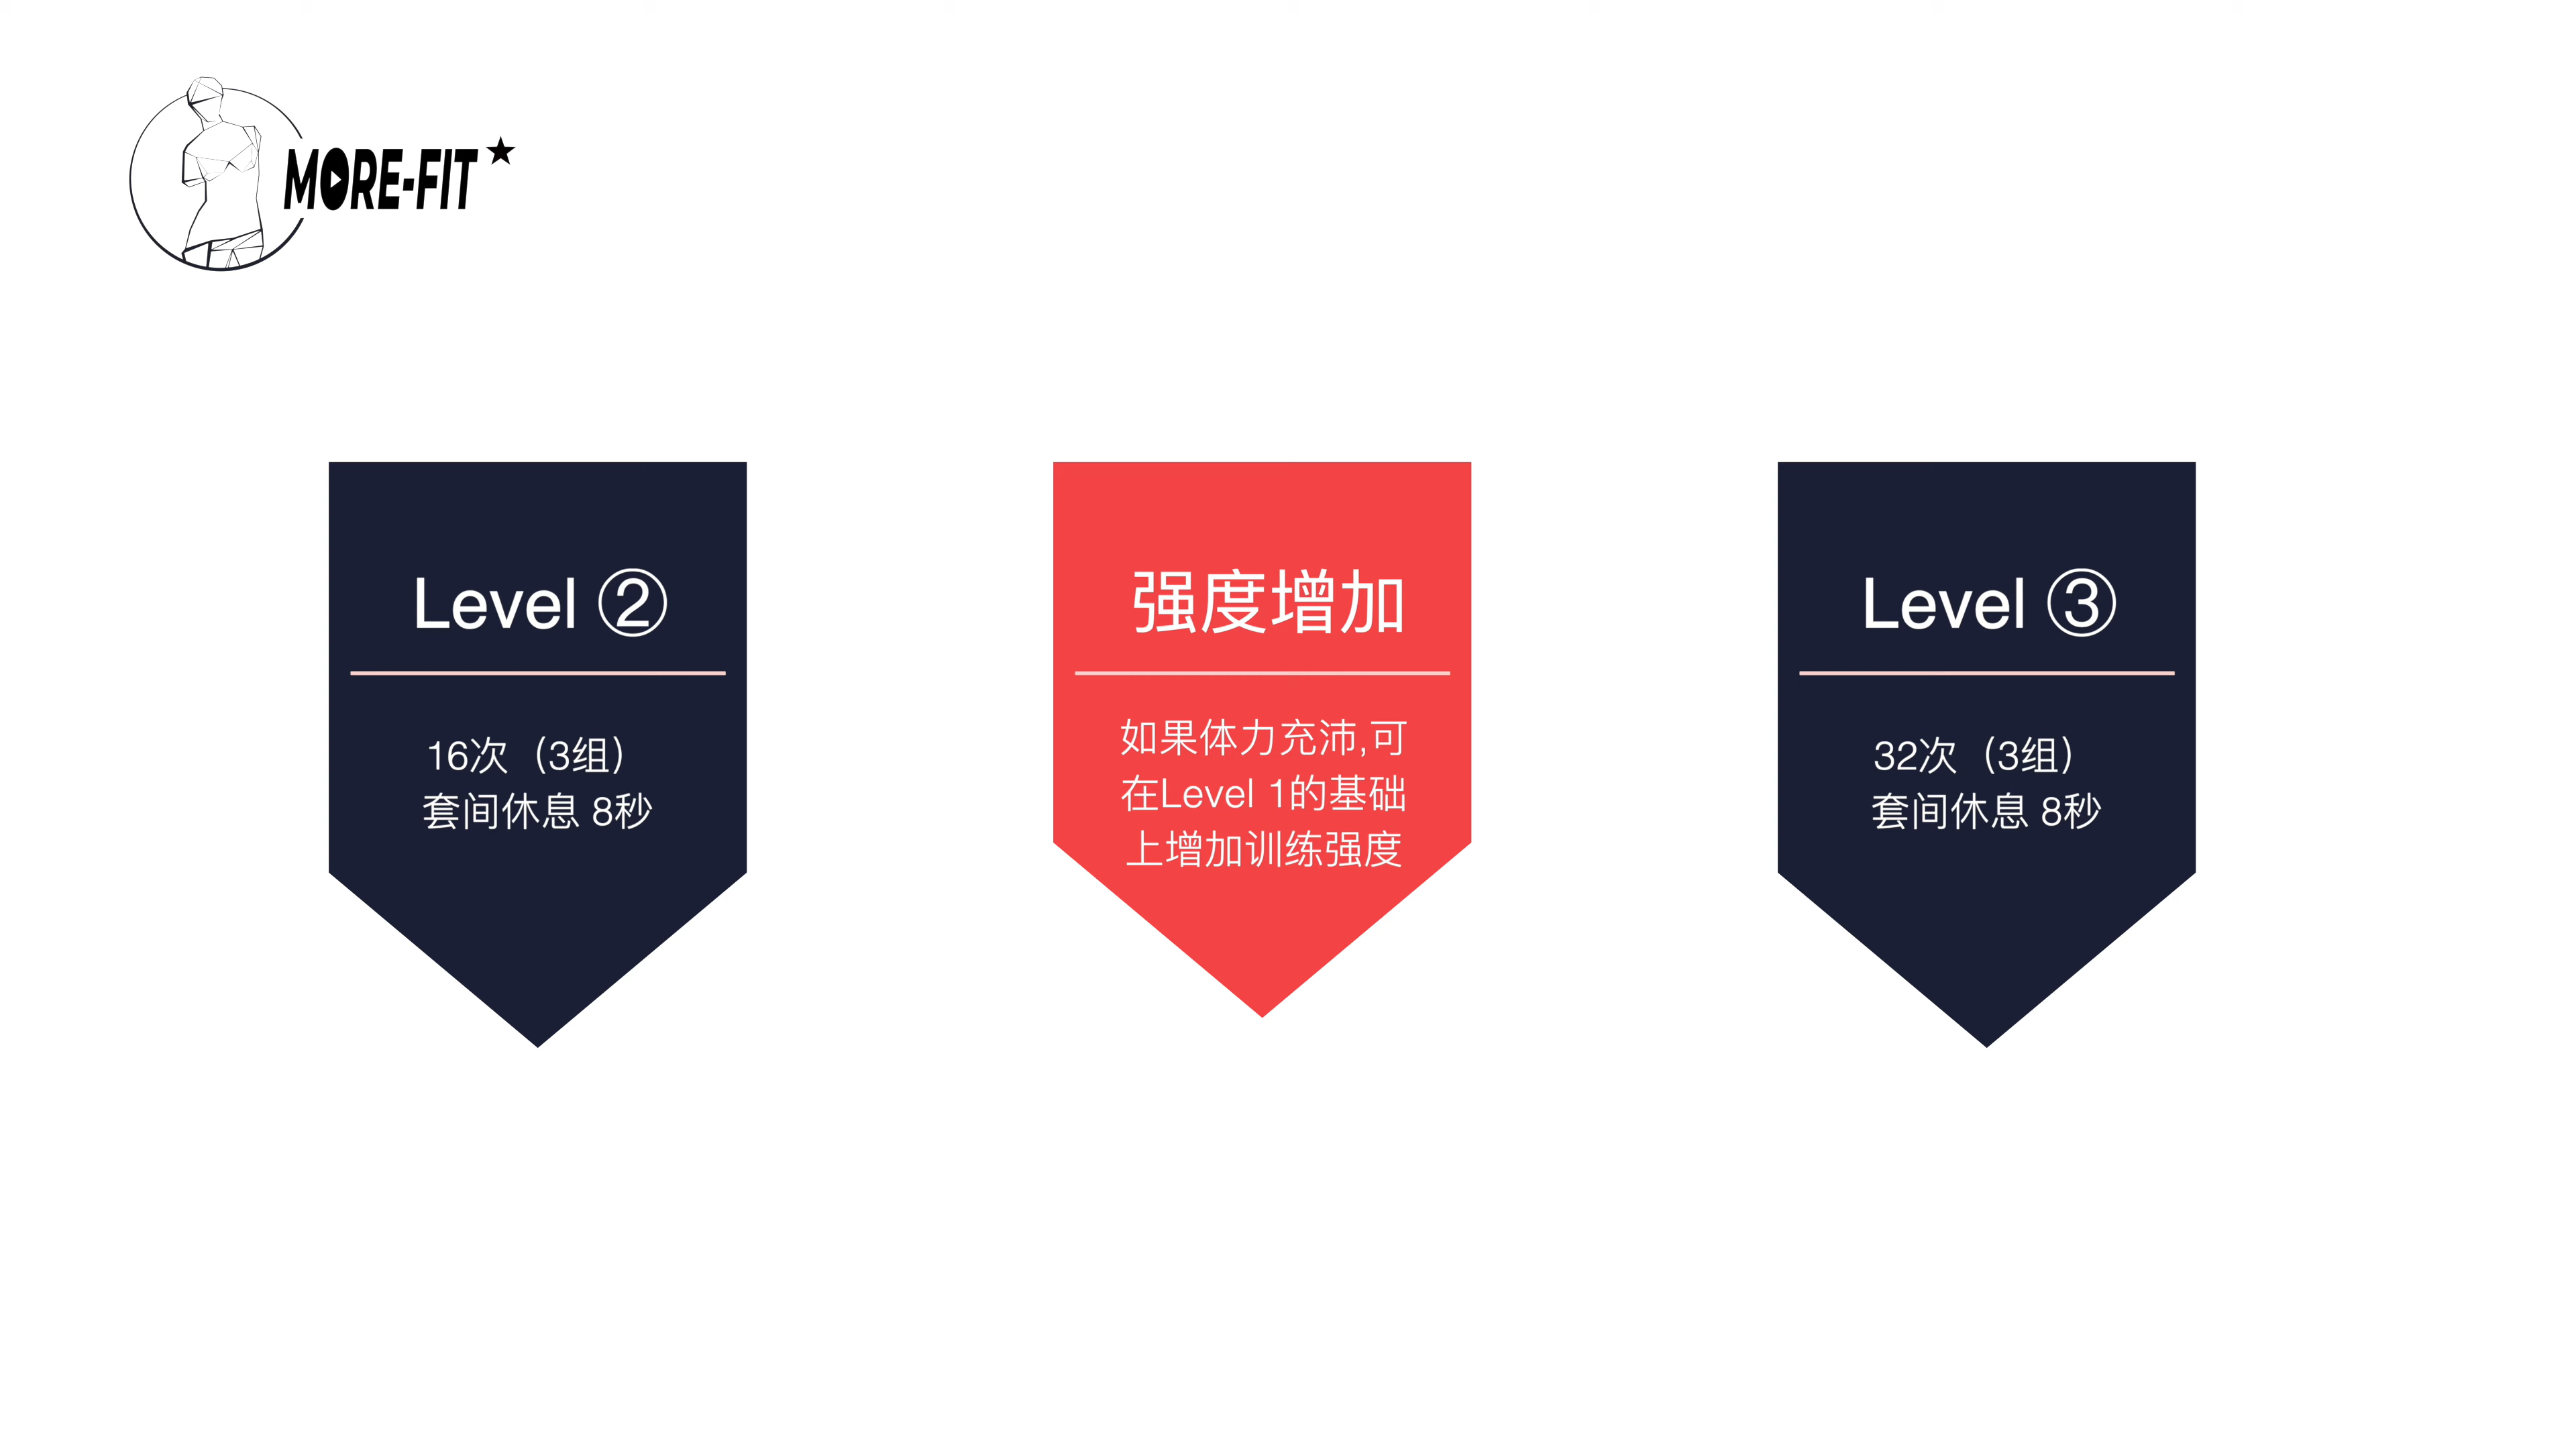 MORE-FIT
Level ②
16次（3组）
套间休息 8秒
强度增加
如果体力充沛,可
在Level 1的基础
上增加训练强度
Level ③
32次（3组）
套间休息 8秒